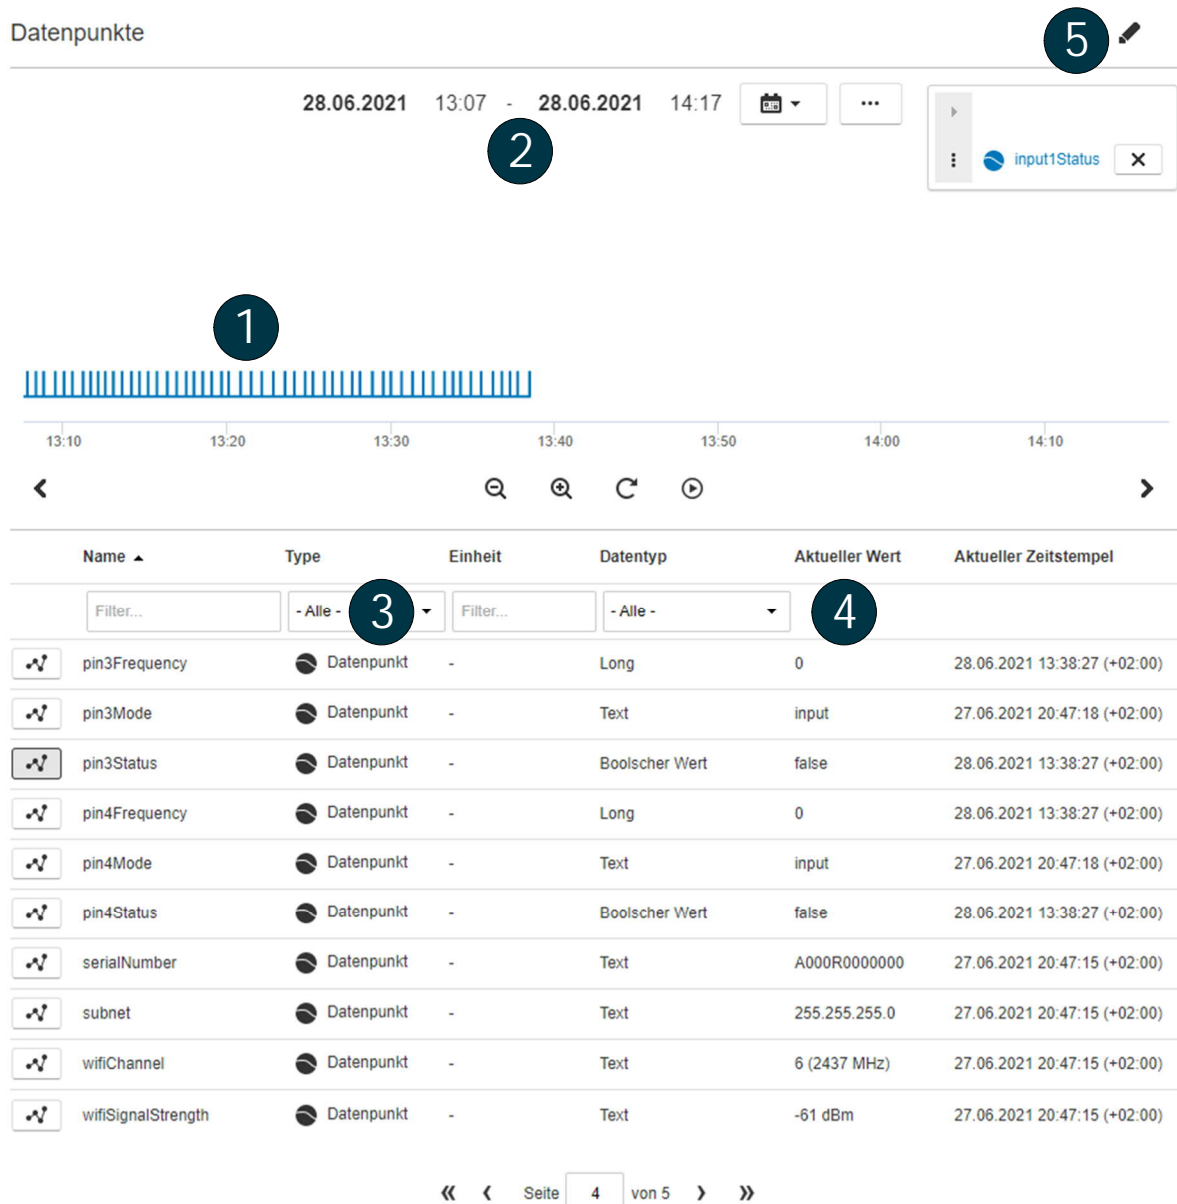 Datenpunkte
5
28.06.2021 13:07 - 28.06.2021 14:17
2
input1Status
1
13:10 13:20 13:30 13:40 13:50 14:00 14:10
Name Type Einheit Datentyp Aktueller Wert Aktueller Zeitstempel
Filter... - Alle - 3 Filter... - Alle - 4
pin3Frequency Datenpunkt - Long 0 28.06.2021 13:38:27 (+02:00)
pin3Mode Datenpunkt - Text input 27.06.2021 20:47:18 (+02:00)
pin3Status Datenpunkt - Boolscher Wert false 28.06.2021 13:38:27 (+02:00)
pin4Frequency Datenpunkt - Long 0 28.06.2021 13:38:27 (+02:00)
pin4Mode Datenpunkt - Text input 27.06.2021 20:47:18 (+02:00)
pin4Status Datenpunkt - Boolscher Wert false 28.06.2021 13:38:27 (+02:00)
serialNumber Datenpunkt - Text A000R0000000 27.06.2021 20:47:15 (+02:00)
subnet Datenpunkt - Text 255.255.255.0 27.06.2021 20:47:15 (+02:00)
wifiChannel Datenpunkt - Text 6 (2437 MHz) 27.06.2021 20:47:15 (+02:00)
wifiSignalStrength Datenpunkt - Text -61 dBm 27.06.2021 20:47:15 (+02:00)
Seite 4 von 5